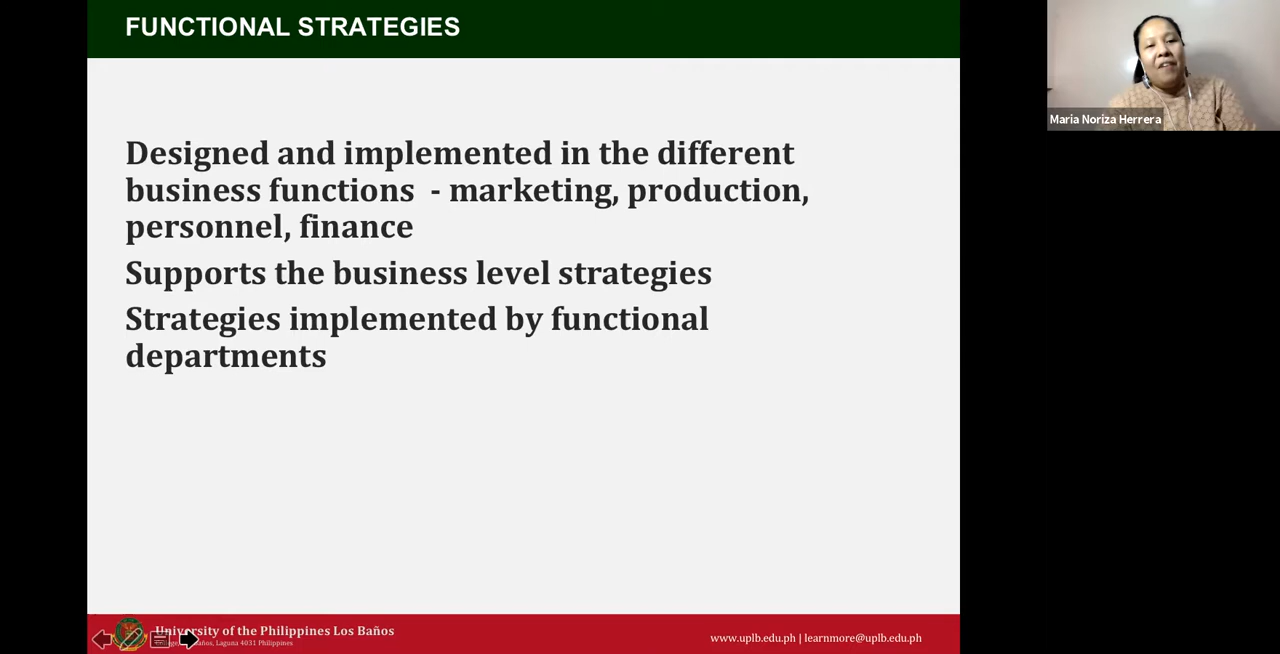 FUNCTIONAL STRATEGIES
Maria Noriza Herrera
Designed and implemented in the different
business functions - marketing, production,
personnel, finance
Supports the business level strategies
Strategies implemented by functional
departments
University of the Philippines Los Baños
Baños, Laguna 4031 Philippines
www.uplb.edu.ph | learnmore@uplb.edu.ph